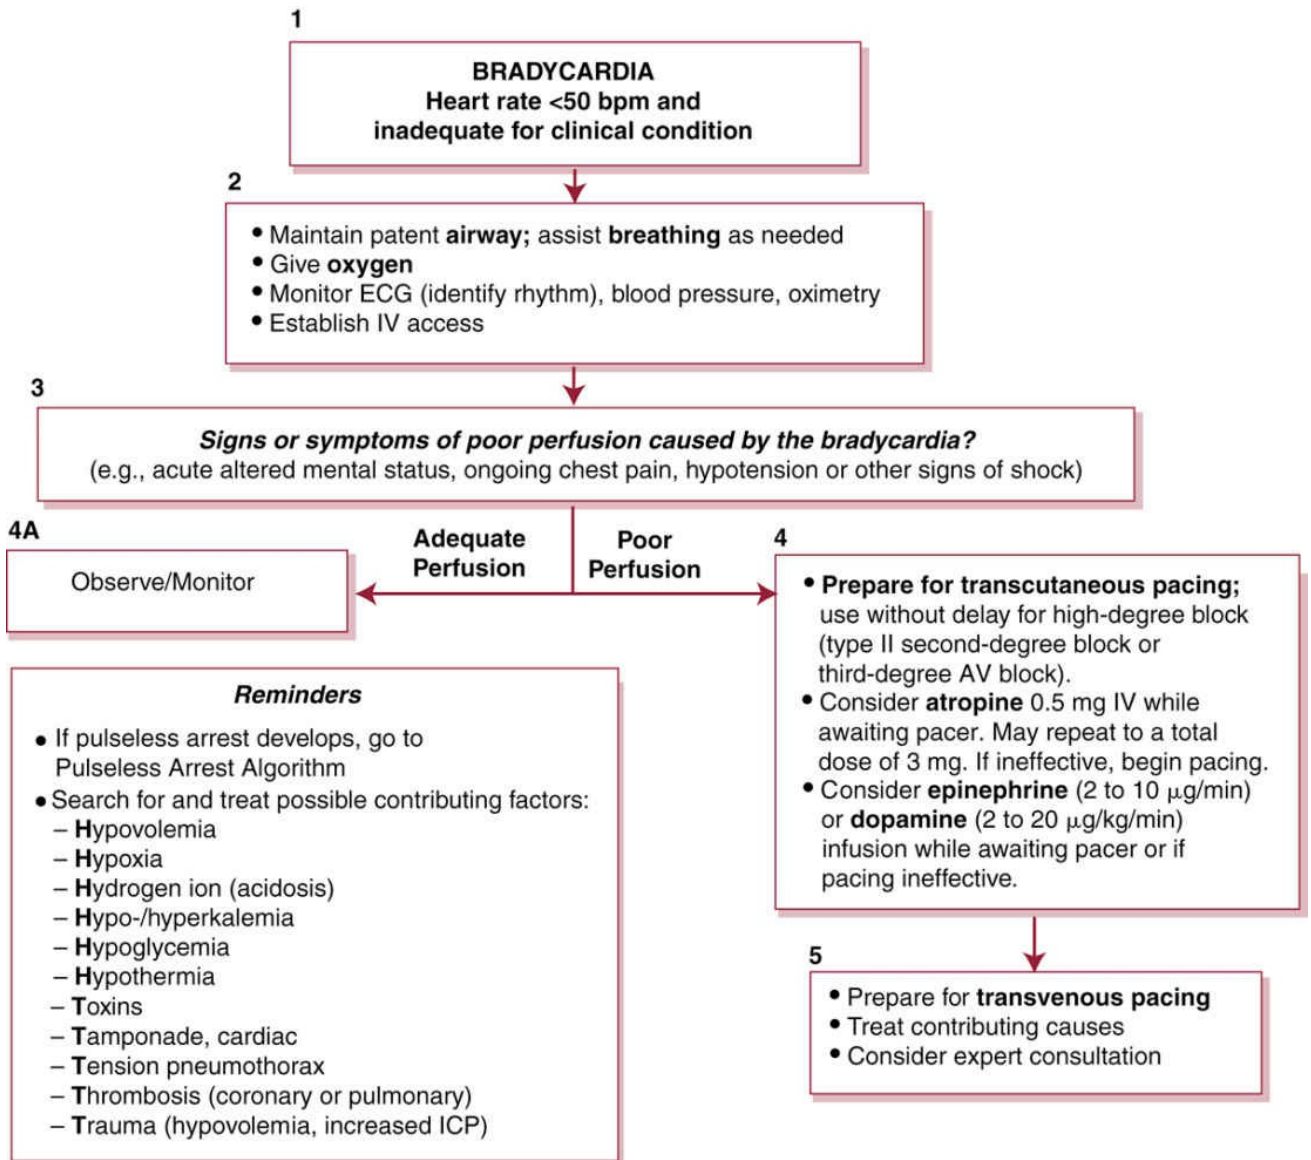 1
BRADYCARDIA
Heart rate <50 bpm and
inadequate for clinical condition
2
• Maintain patent airway; assist breathing as needed
• Give oxygen
• Monitor ECG (identify rhythm), blood pressure, oximetry
• Establish IV access
3
Signs or symptoms of poor perfusion caused by the bradycardia?
(e.g., acute altered mental status, ongoing chest pain, hypotension or other signs of shock)
4A
Observe/Monitor
Adequate
Perfusion
Poor
Perfusion
4
• Prepare for transcutaneous pacing;
use without delay for high-degree block
(type II second-degree block or
third-degree AV block).
• Consider atropine 0.5 mg IV while
awaiting pacer. May repeat to a total
dose of 3 mg. If ineffective, begin pacing.
• Consider epinephrine (2 to 10 μg/min)
or dopamine (2 to 20 μg/kg/min)
infusion while awaiting pacer or if
pacing ineffective.
Reminders
• If pulseless arrest develops, go to
Pulseless Arrest Algorithm
• Search for and treat possible contributing factors:
– Hypovolemia
– Hypoxia
– Hydrogen ion (acidosis)
– Hypo-/hyperkalemia
– Hypoglycemia
– Hypothermia
– Toxins
– Tamponade, cardiac
– Tension pneumothorax
– Thrombosis (coronary or pulmonary)
– Trauma (hypovolemia, increased ICP)
5
• Prepare for transvenous pacing
• Treat contributing causes
• Consider expert consultation